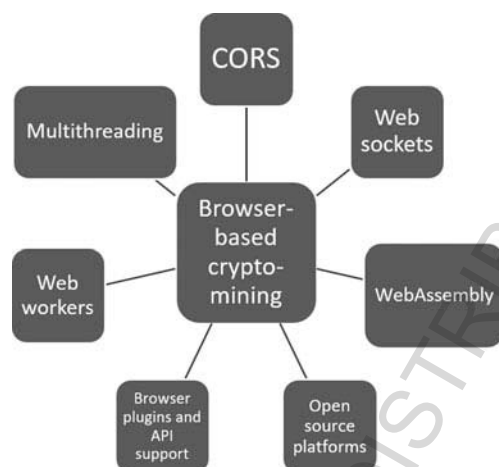 CORS
Multithreading
Web
sockets
Browser-
based
crypto-
mining
Web
workers
WebAssembly
Browser
plugins and
API
support
Open
source
platforms